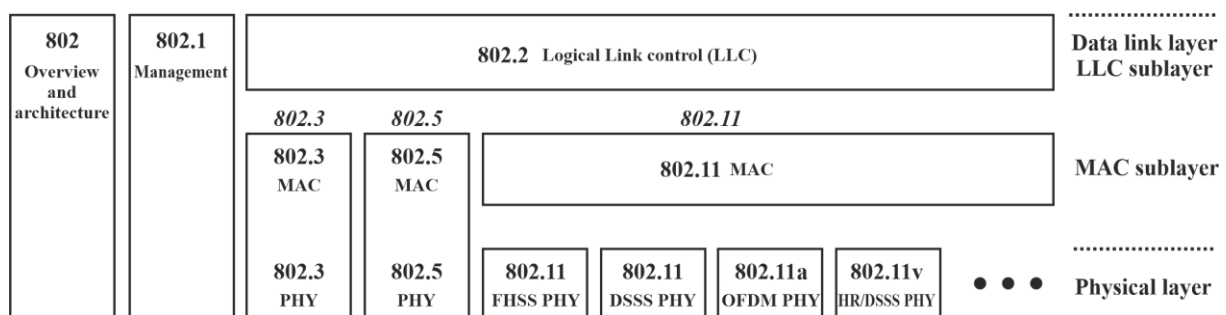 802
Overview
and
architecture
802.1
Management
802.2 Logical Link control (LLC)
Data link layer
LLC sublayer
802.3
802.5
802.11
802.3
MAC
802.5
MAC
802.11 MAC
MAC sublayer
802.3
PHY
802.5
PHY
802.11
FHSS PHY
802.11
DSSS PHY
802.11a
OFDM PHY
802.11v
HR/DSSS PHY
Physical layer